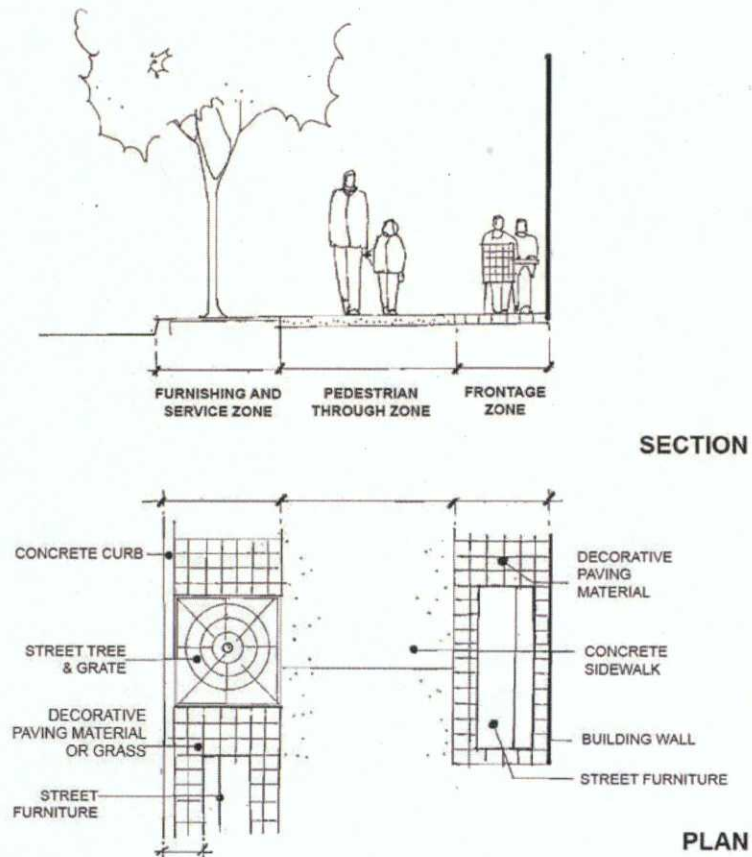 FURNISHING AND
SERVICE ZONE
PEDESTRIAN
THROUGH ZONE
FRONTAGE
ZONE
SECTION
CONCRETE CURB
STREET TREE
& GRATE
DECORATIVE
PAVING MATERIAL
OR GRASS
STREET
FURNITURE
DECORATIVE
PAVING
MATERIAL
CONCRETE
SIDEWALK
BUILDING WALL
STREET FURNITURE
PLAN